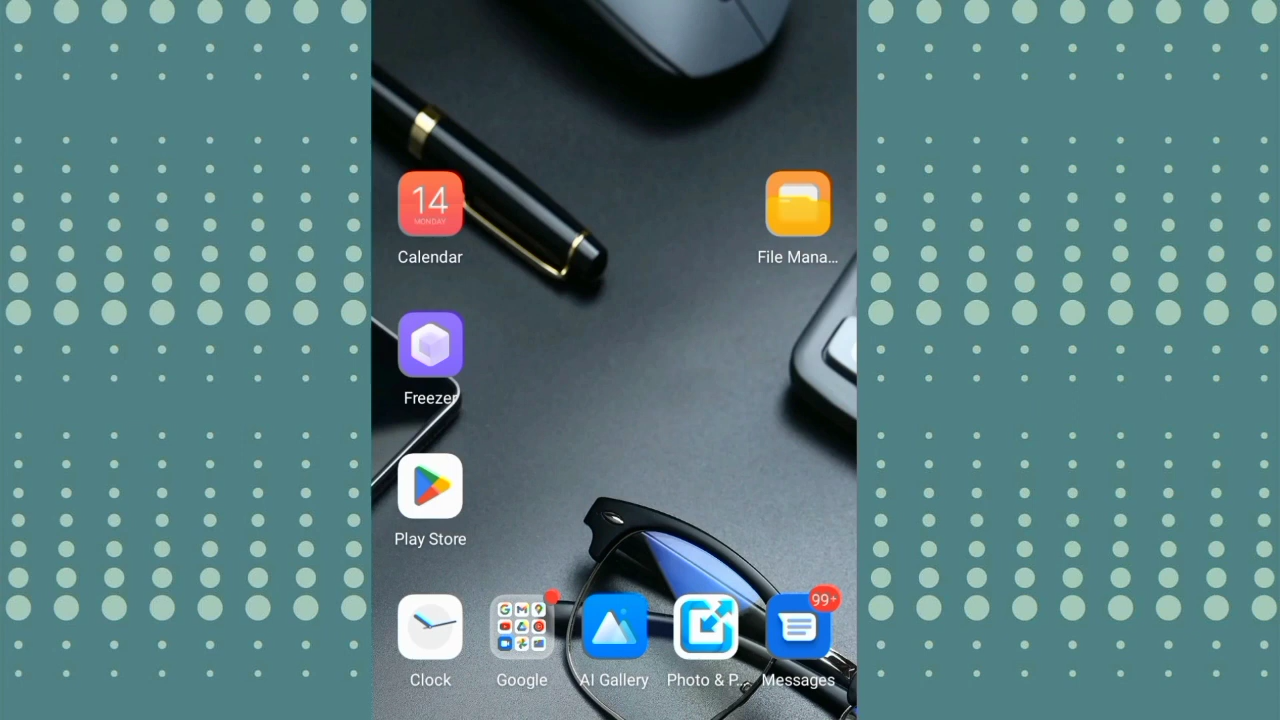 14
MONDAY
Calendar
File Mana...
Freezer
Play Store
99+
Clock
Google
AI Gallery
Photo & P...
Messages